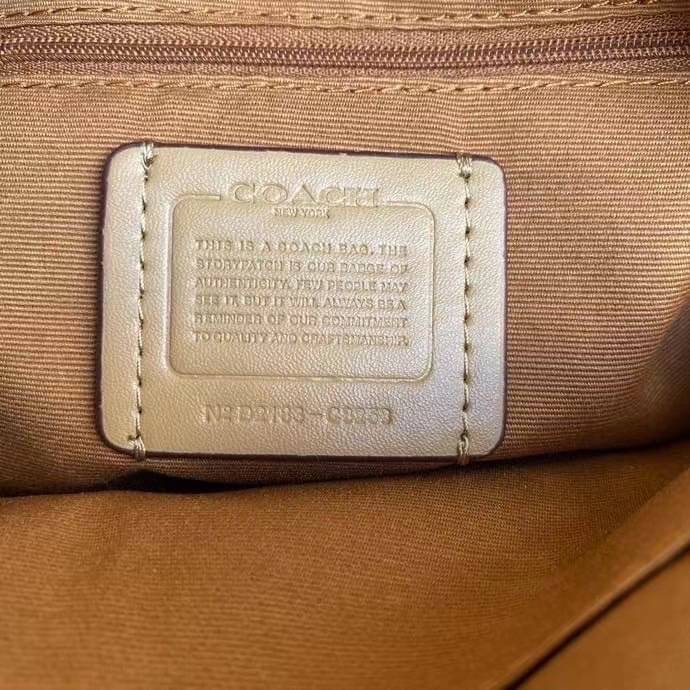 COACH
NEW YORK
THIS IS A COACH BAG. THE
STORYPATCH IS OUR BADGE OF
AUTHENTICITY. FEW PEOPLE MAY
SEE IT, BUT IT WILL ALWAYS BE A
REMINDER OF OUR COMMITMENT
TO QUALITY AND CRAFTSMANSHIP.
Nº